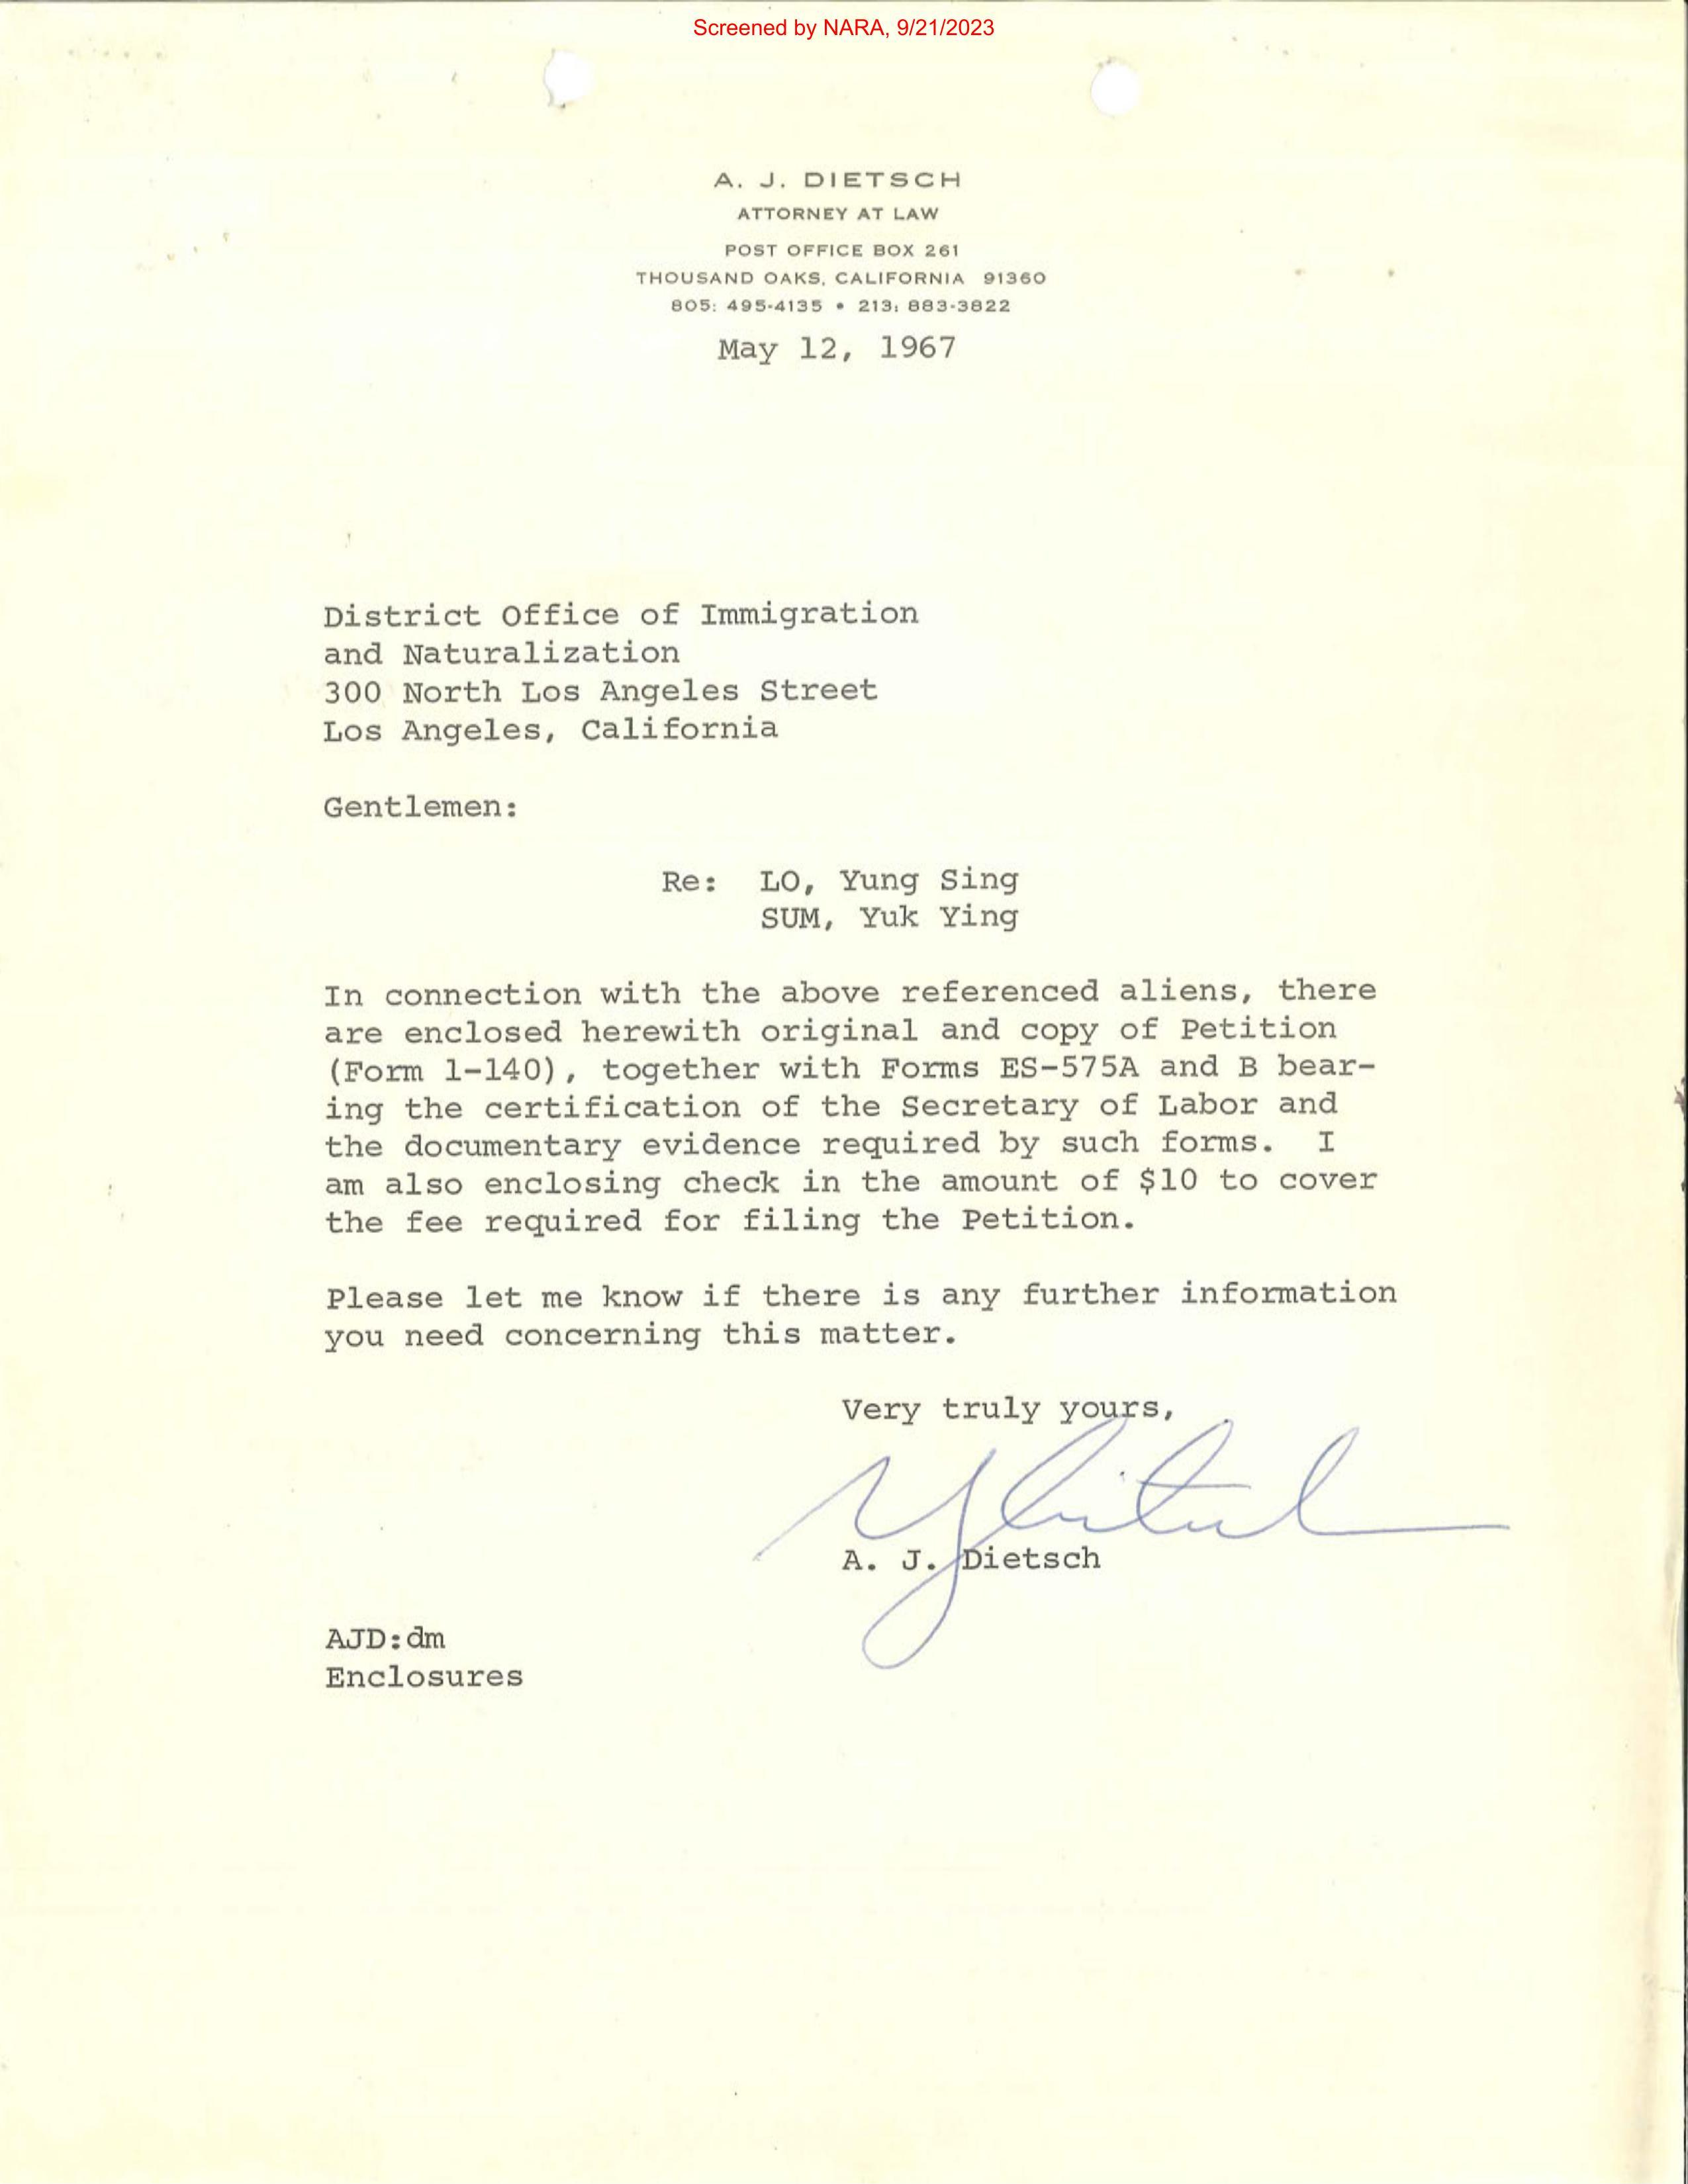 Screened by NARA, 9/21/2023
A. J. DIETSCH
ATTORNEY AT LAW
POST OFFICE BOX 261
THOUSAND OAKS, CALIFORNIA 91360
805: 495-4135 • 213: 883-3822
May 12, 1967
District Office of Immigration
and Naturalization
300 North Los Angeles Street
Los Angeles, California
Gentlemen:
Re: LO, Yung Sing
SUM, Yuk Ying
In connection with the above referenced aliens, there
are enclosed herewith original and copy of Petition
(Form 1-140), together with Forms ES-575A and B bear-
ing the certification of the Secretary of Labor and
the documentary evidence required by such forms. I
am also enclosing check in the amount of $10 to cover
the fee required for filing the Petition.
Please let me know if there is any further information
you need concerning this matter.
Very truly yours,
A. J. Dietsch
AJD:dm
Enclosures